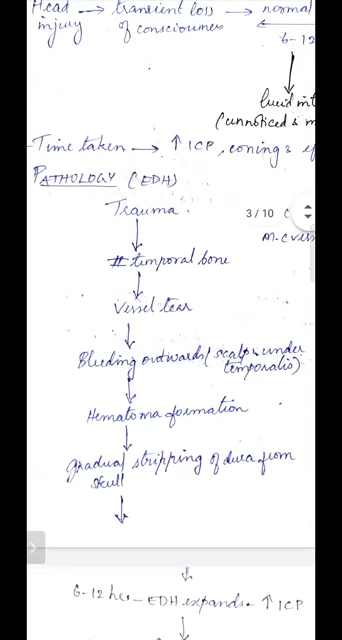 Head → transient loss → normal
injury of consciousness
6-12
lucid int
(unnoticed & m
- Time taken → ↑ ICP, coning & ef
PATHOLOGY (EDH)
Trauma
3/10
m.c vess
# temporal bone
Vessel tear
Bleeding outwards (scalp & under
temporalis)
Hematoma formation
Gradual stripping of dura from
skull
6-12 hrs - EDH expands - ↑ ICP